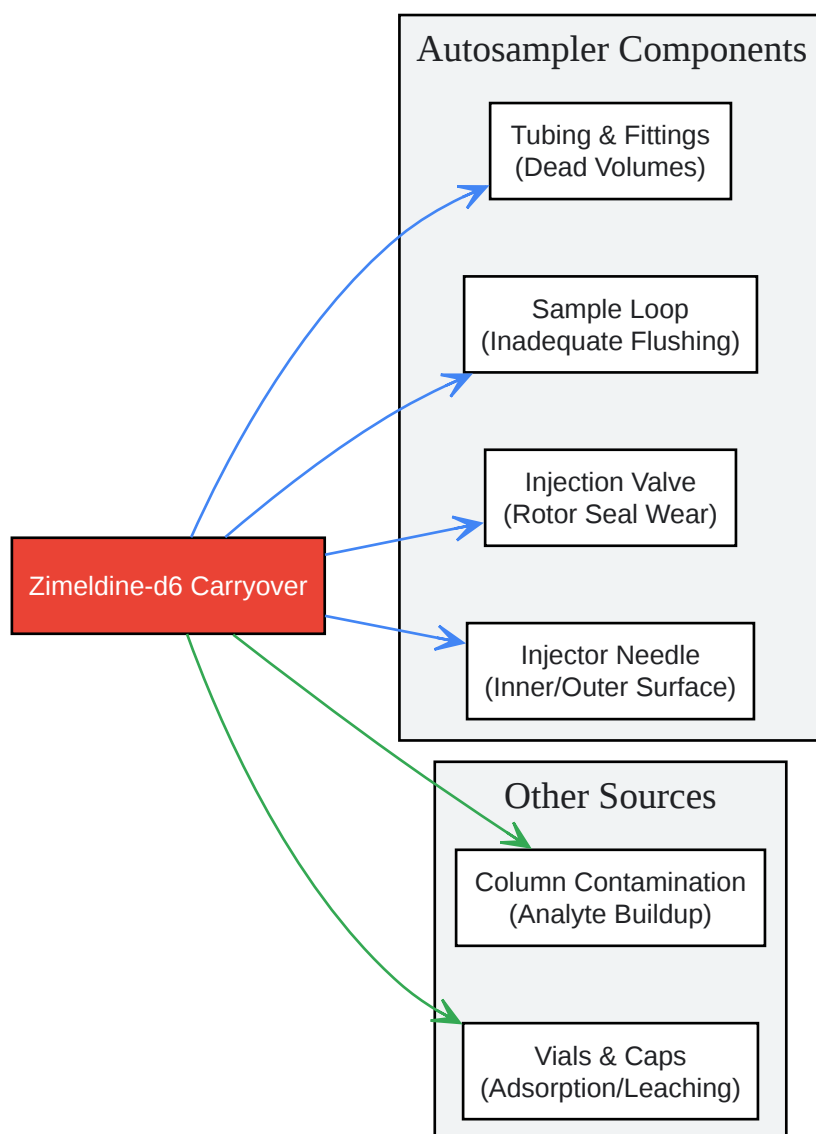 Autosampler Components
Tubing & Fittings
(Dead Volumes)
Sample Loop
(Inadequate Flushing)
Injection Valve
(Rotor Seal Wear)
Zimeldine-d6 Carryover
Injector Needle
(Inner/Outer Surface)
Other Sources
Column Contamination
(Analyte Buildup)
Vials & Caps
(Adsorption/Leaching)